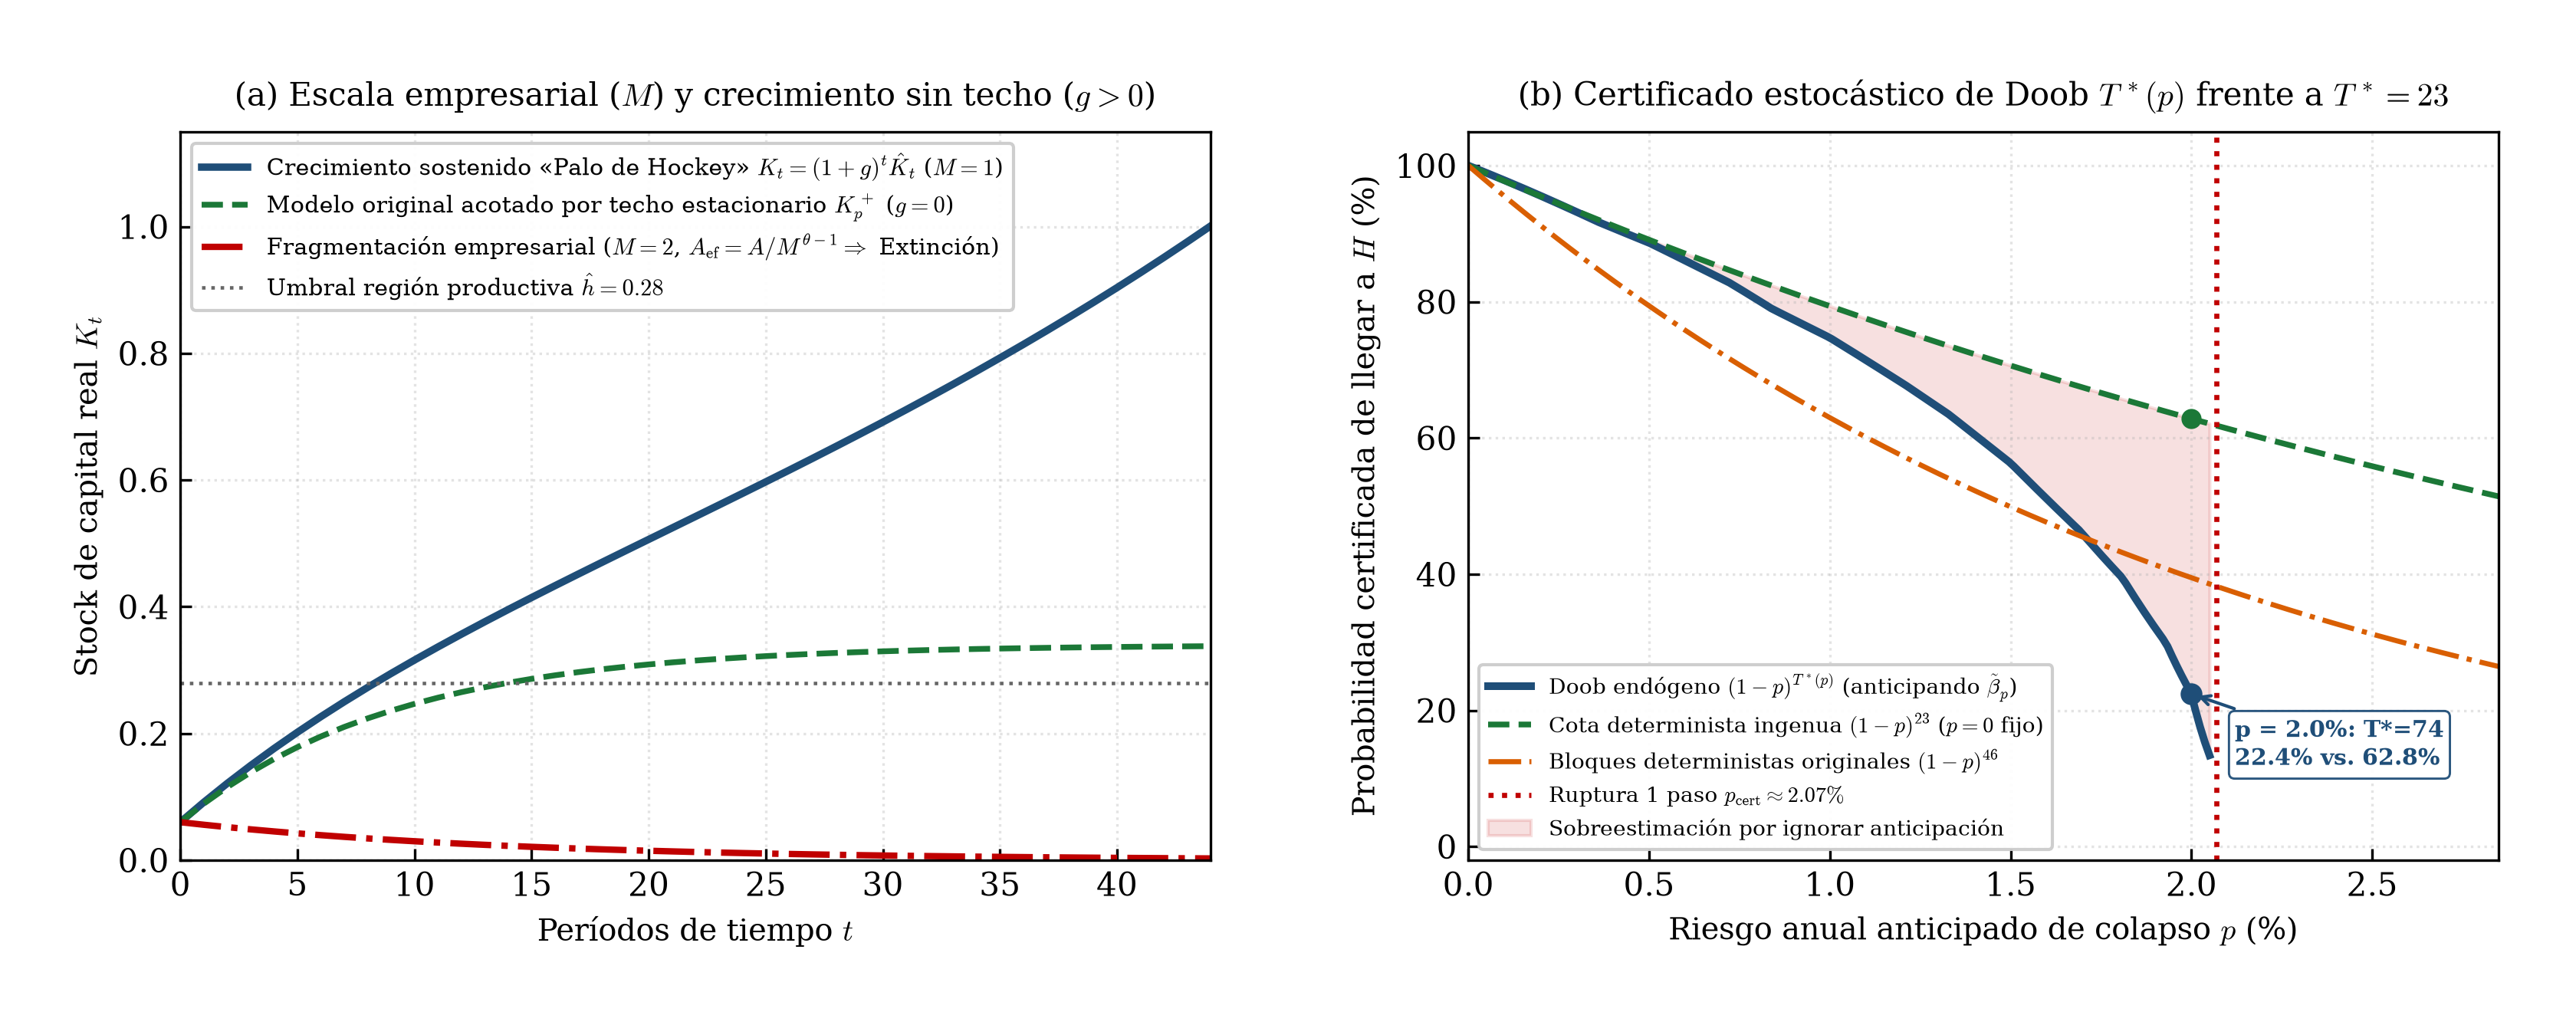 (a) Escala empresarial (M) y crecimiento sin techo (g > 0)
Crecimiento sostenido «Palo de Hockey» K_t = (1 + g)^t K̂_t (M = 1)
Modelo original acotado por techo estacionario K_p^+ (g = 0)
Fragmentación empresarial (M = 2, A_ef = A/M^{θ−1} ⇒ Extinción)
Umbral región productiva ĥ = 0.28
Stock de capital real K_t
1.0
0.8
0.6
0.4
0.2
0.0
0 5 10 15 20 25 30 35 40
Períodos de tiempo t
(b) Certificado estocástico de Doob T*(p) frente a T* = 23
Probabilidad certificada de llegar a H (%)
100
80
60
40
20
0
Doob endógeno (1 − p)^{T*(p)} (anticipando β̃_p)
Cota determinista ingenua (1 − p)^{23} (p = 0 fijo)
Bloques deterministas originales (1 − p)^{46}
Ruptura 1 paso p_cert ≈ 2.07%
Sobreestimación por ignorar anticipación
p = 2.0%: T*=74
22.4% vs. 62.8%
0.0 0.5 1.0 1.5 2.0 2.5
Riesgo anual anticipado de colapso p (%)